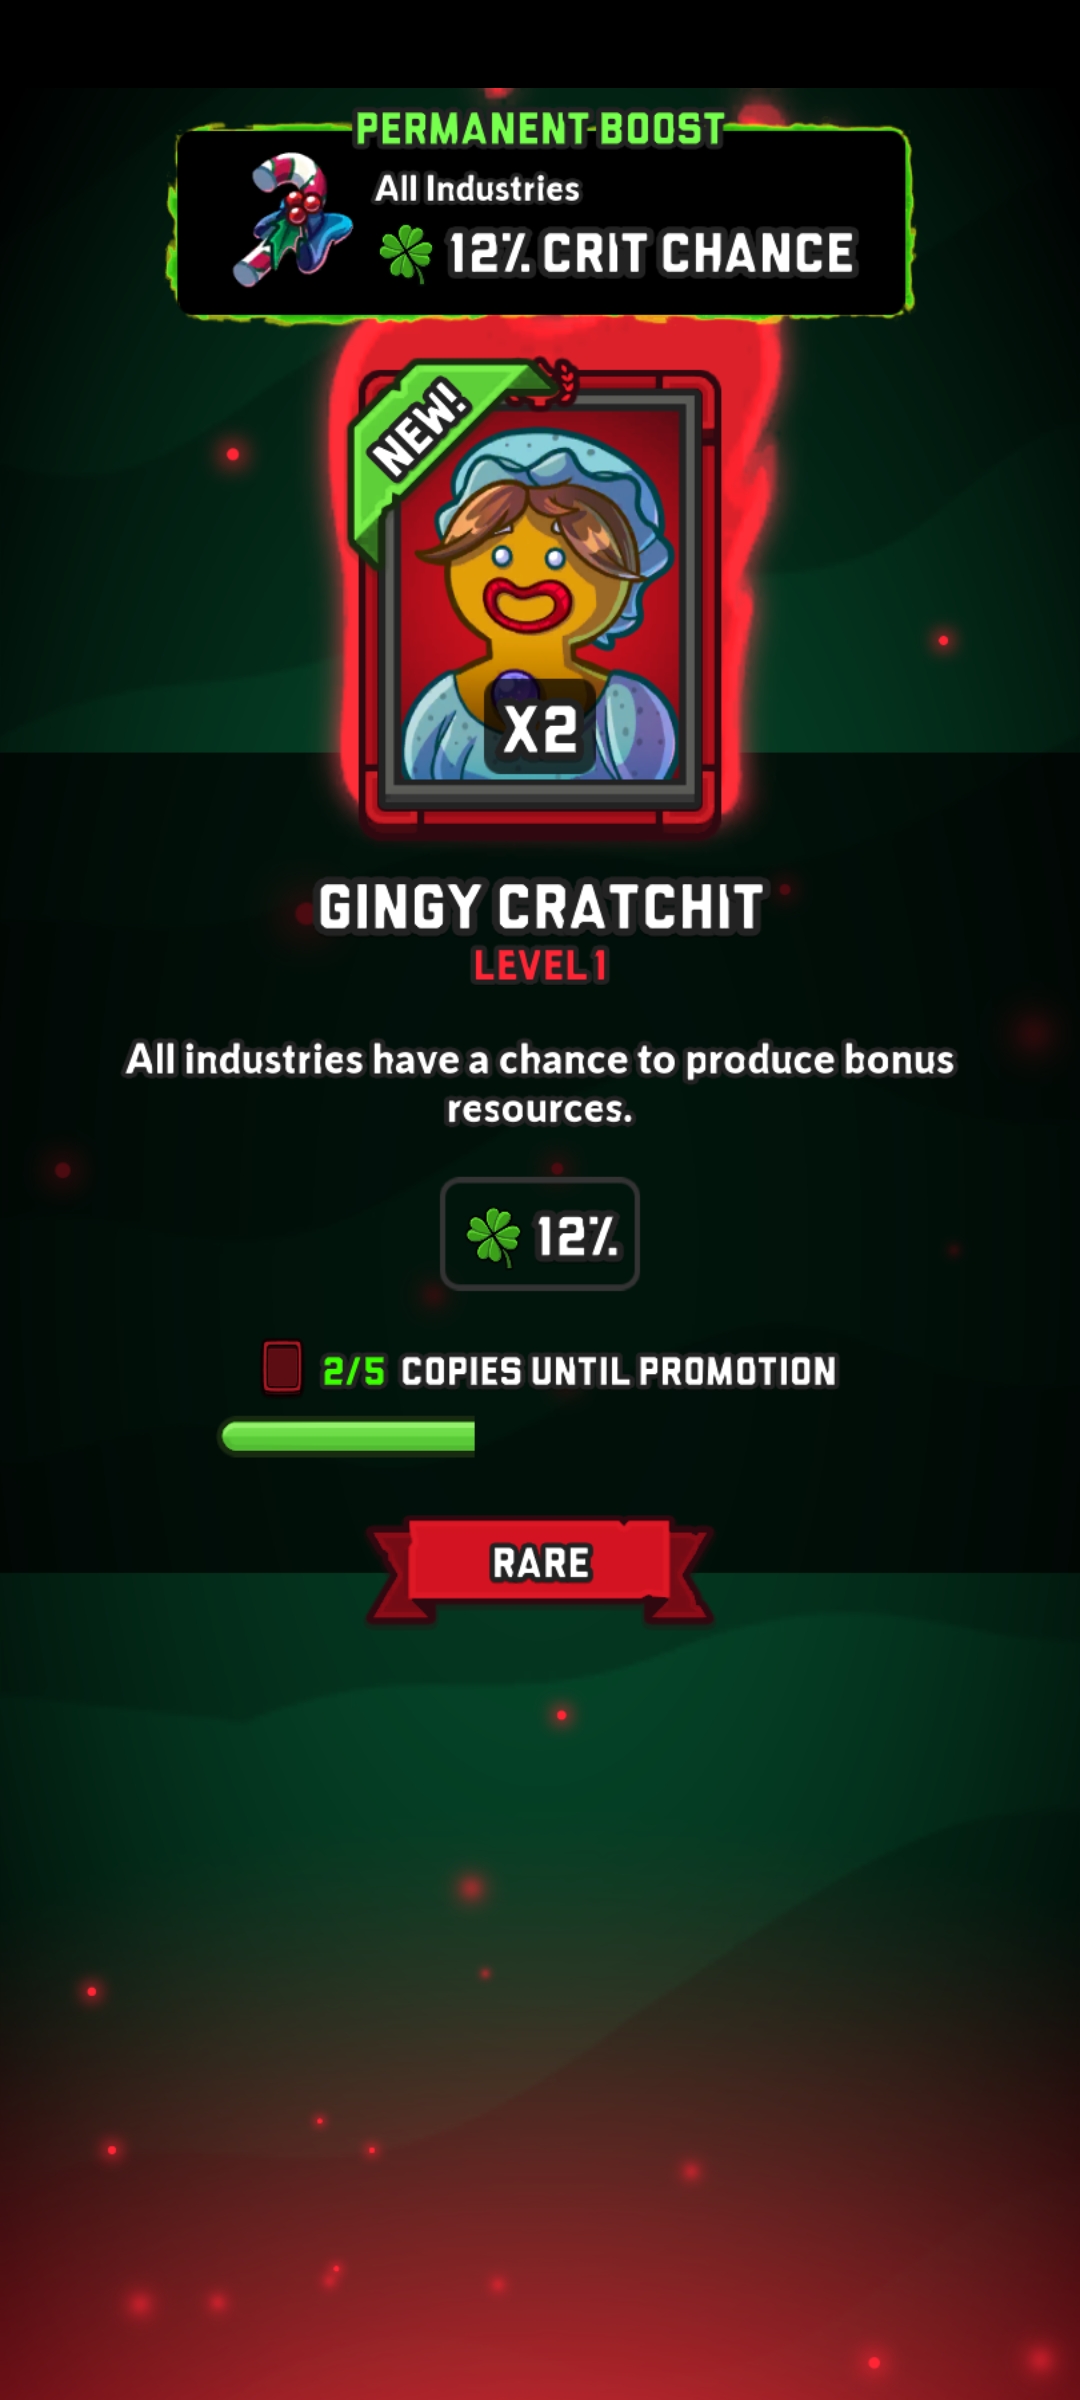 PERMANENT BOOST
All Industries
12% CRIT CHANCE
NEW!
X2
GINGY CRATCHIT
LEVEL 1
All industries have a chance to produce bonus
resources.
12%
2/5 COPIES UNTIL PROMOTION
RARE